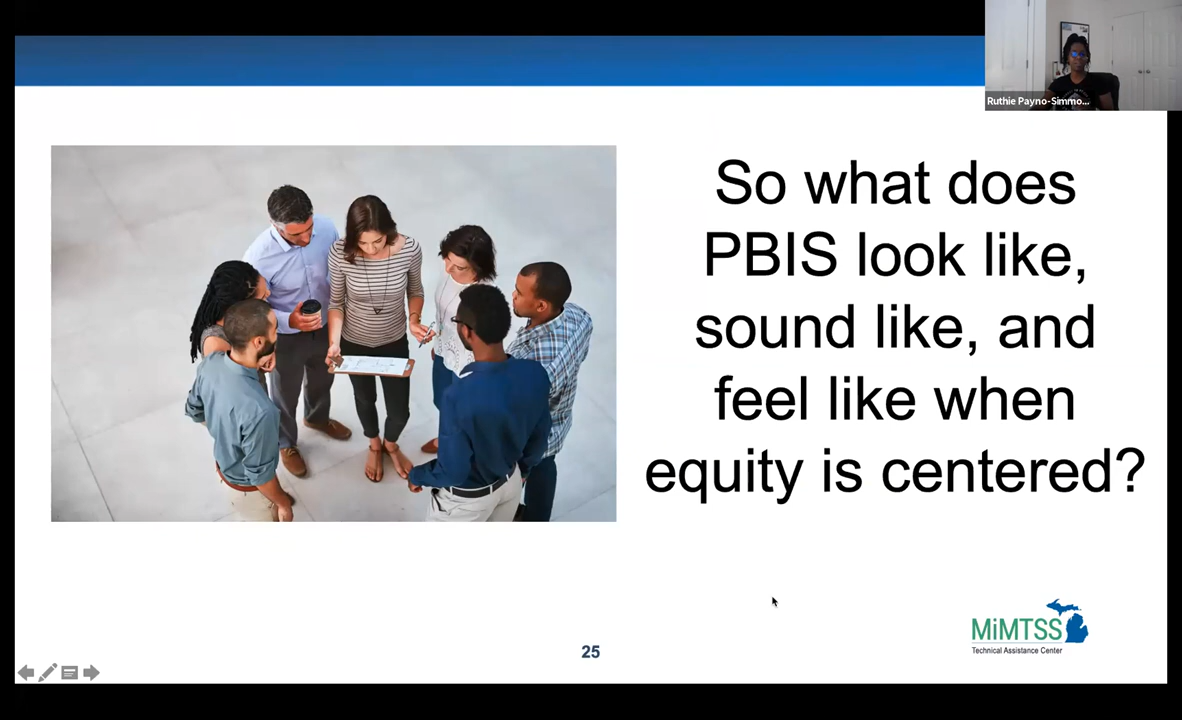 Ruthie Payno-Simmo...
So what does
PBIS look like,
sound like, and
feel like when
equity is centered?
MiMTSS
Technical Assistance Center
25